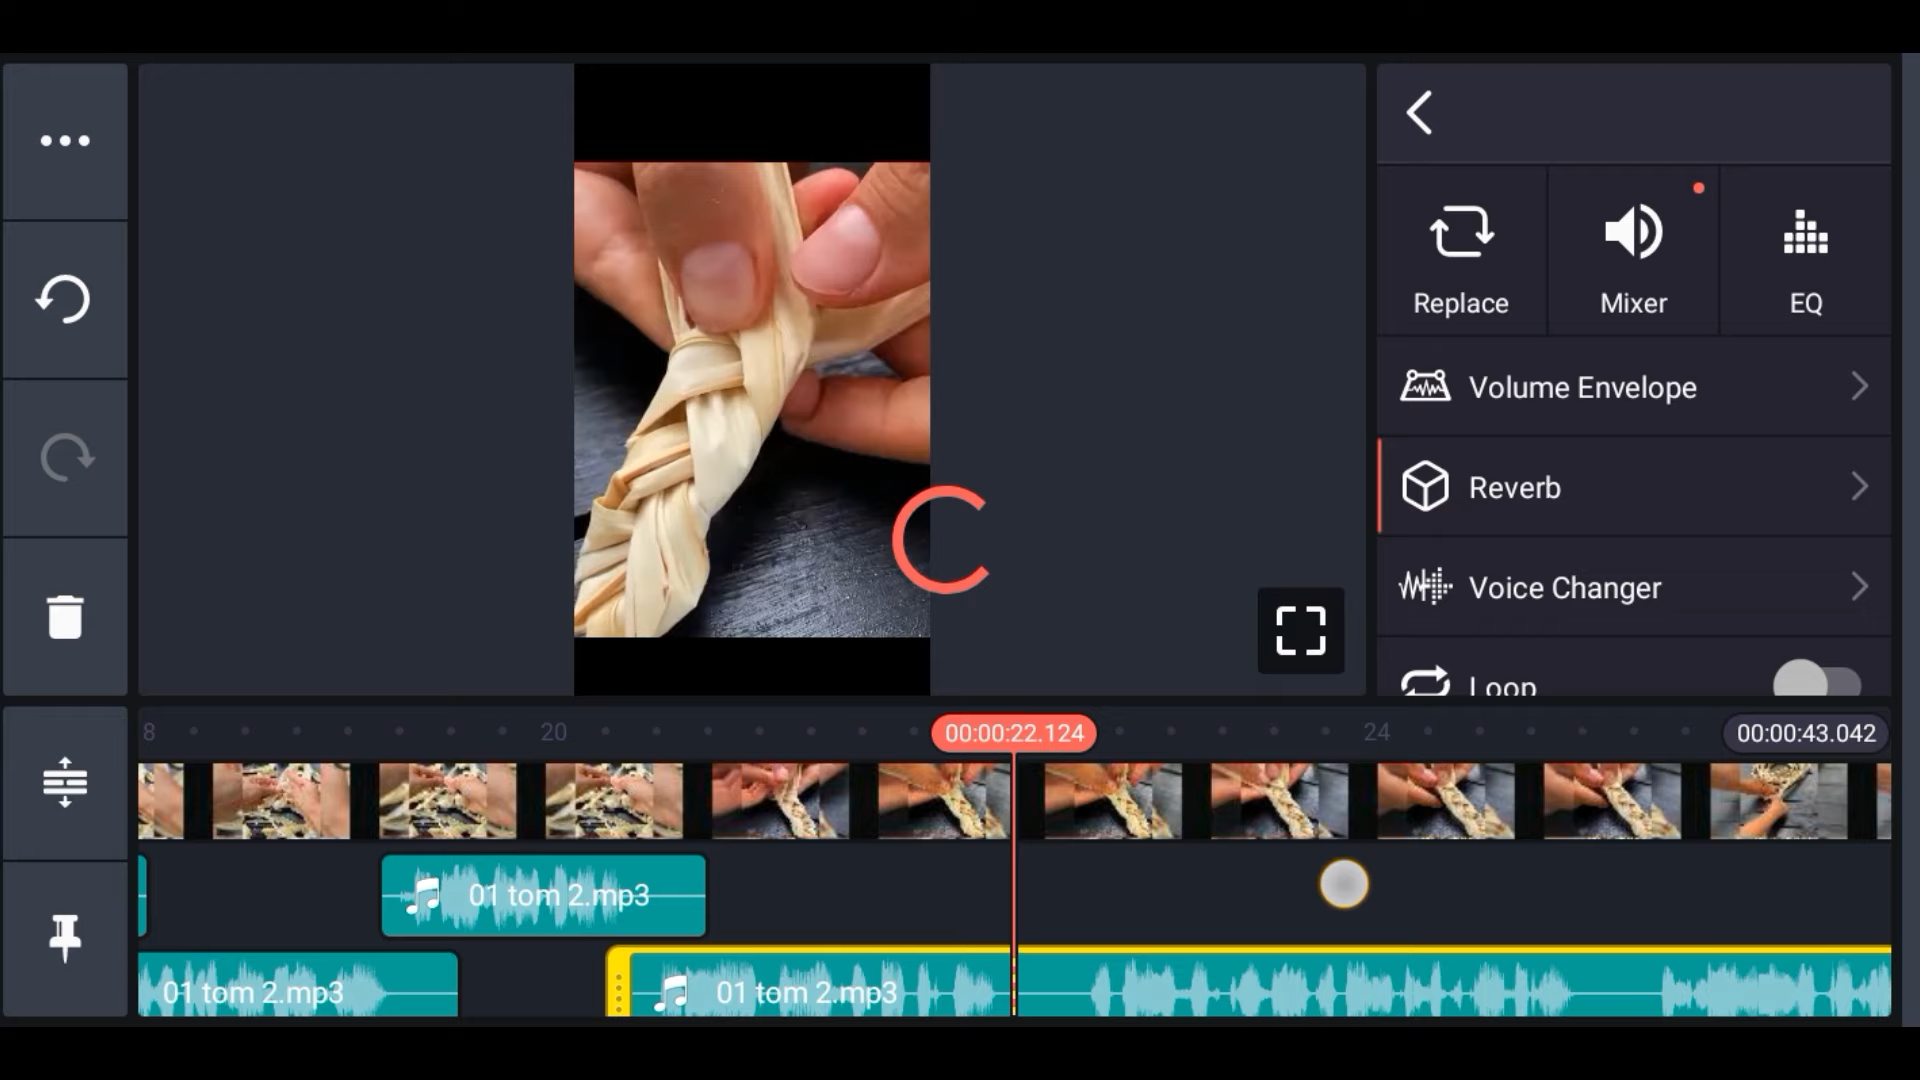 Replace
Mixer
EQ
Volume Envelope
Reverb
Voice Changer
Loop
8
20
00:00:22.124
24
00:00:43.042
01 tom 2.mp3
01 tom 2.mp3
01 tom 2.mp3